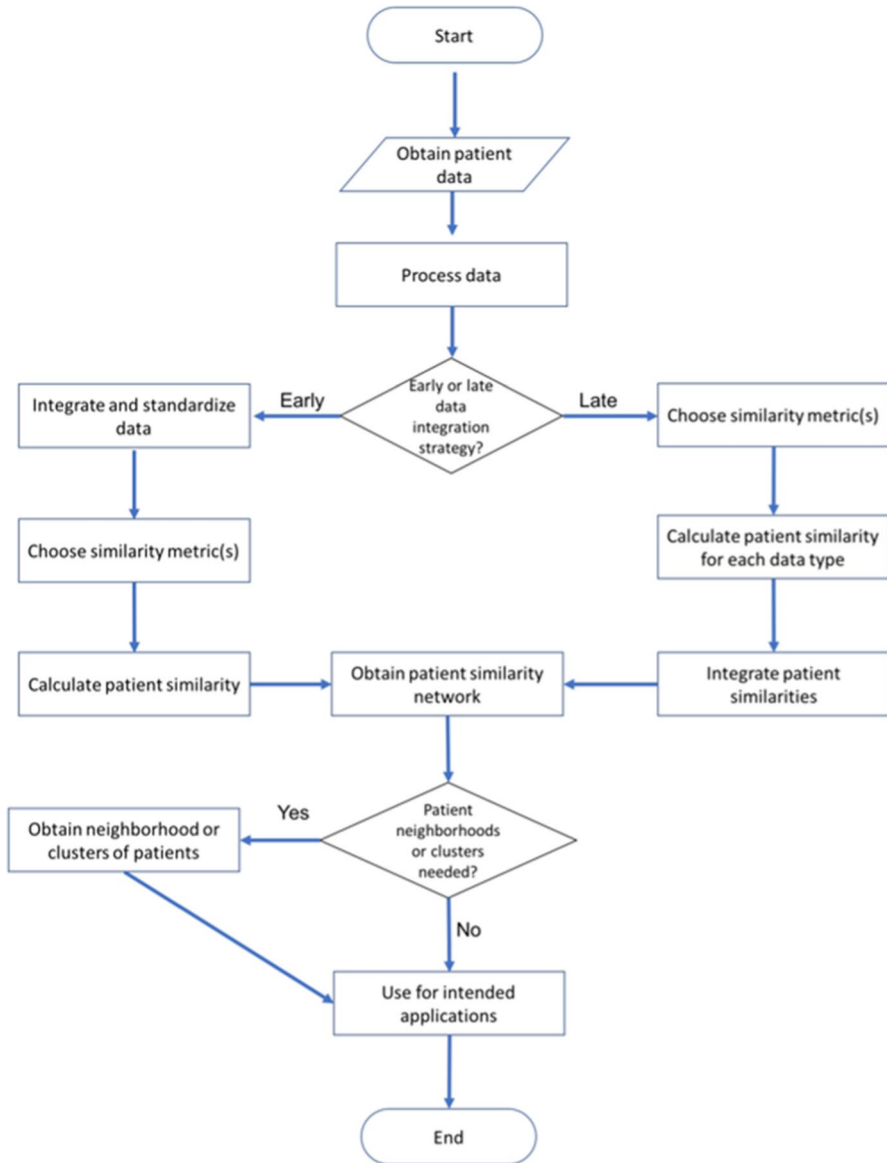 Start
Obtain patient
data
Process data
Early or late
data
integration
strategy?
Early
Late
Integrate and standardize
data
Choose similarity metric(s)
Choose similarity metric(s)
Calculate patient similarity
for each data type
Calculate patient similarity
Obtain patient similarity
network
Integrate patient
similarities
Patient
neighborhoods
or clusters
needed?
Yes
Obtain neighborhood or
clusters of patients
No
Use for intended
applications
End